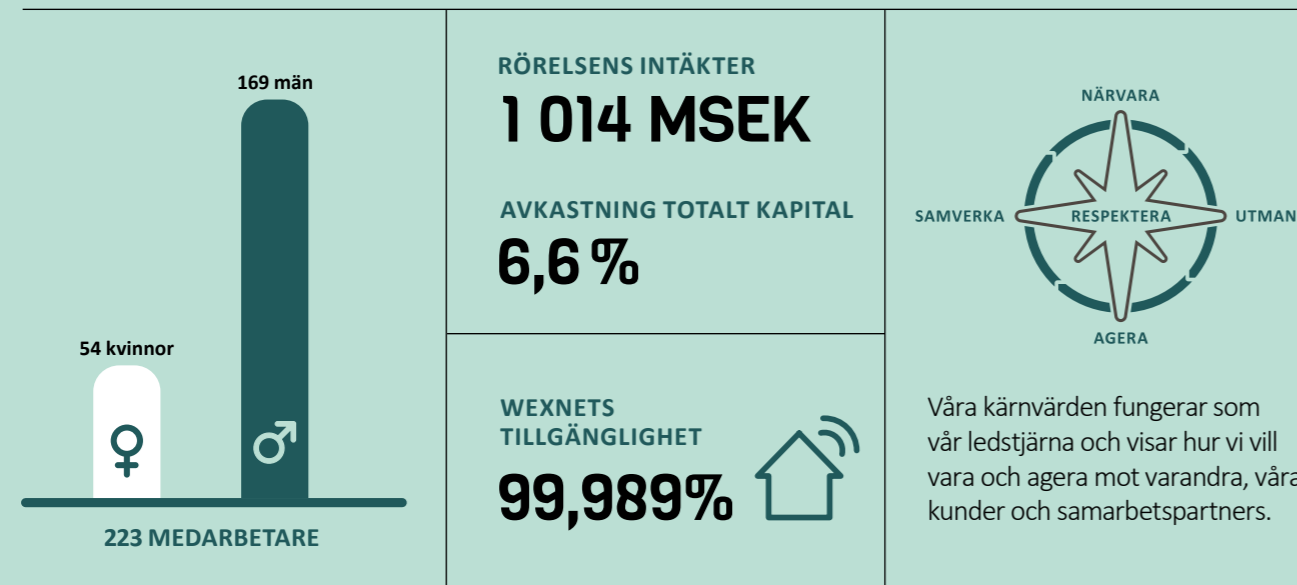 169 män
54 kvinnor
223 MEDARBETARE
RÖRELSENS INTÄKTER
1 014 MSEK
AVKASTNING TOTALT KAPITAL
6,6 %
WEXNETS
TILLGÄNGLIGHET
99,989%
NÄRVARA
SAMVERKA RESPEKTERA UTMAN
AGERA
Våra kärnvärden fungerar som
vår ledstjärna och visar hur vi vill
vara och agera mot varandra, våra
kunder och samarbetspartners.